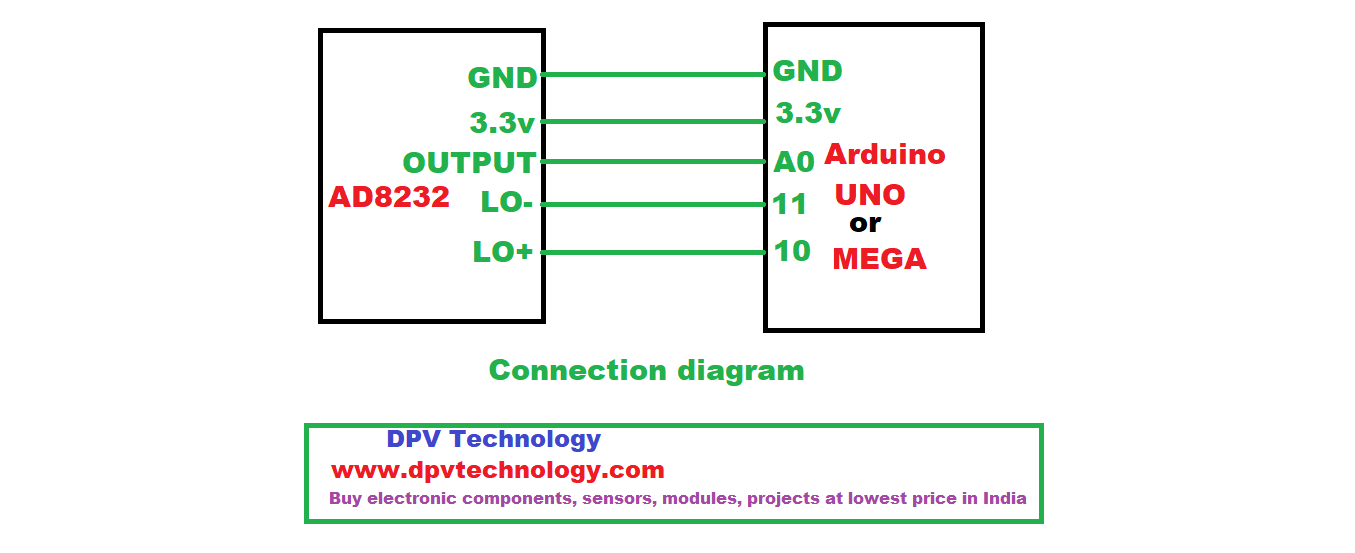 GND GND
3.3v 3.3v
OUTPUT A0 Arduino
AD8232 LO- 11 UNO
or
LO+ 10 MEGA
Connection diagram
DPV Technology
www.dpvtechnology.com
Buy electronic components, sensors, modules, projects at lowest price in India